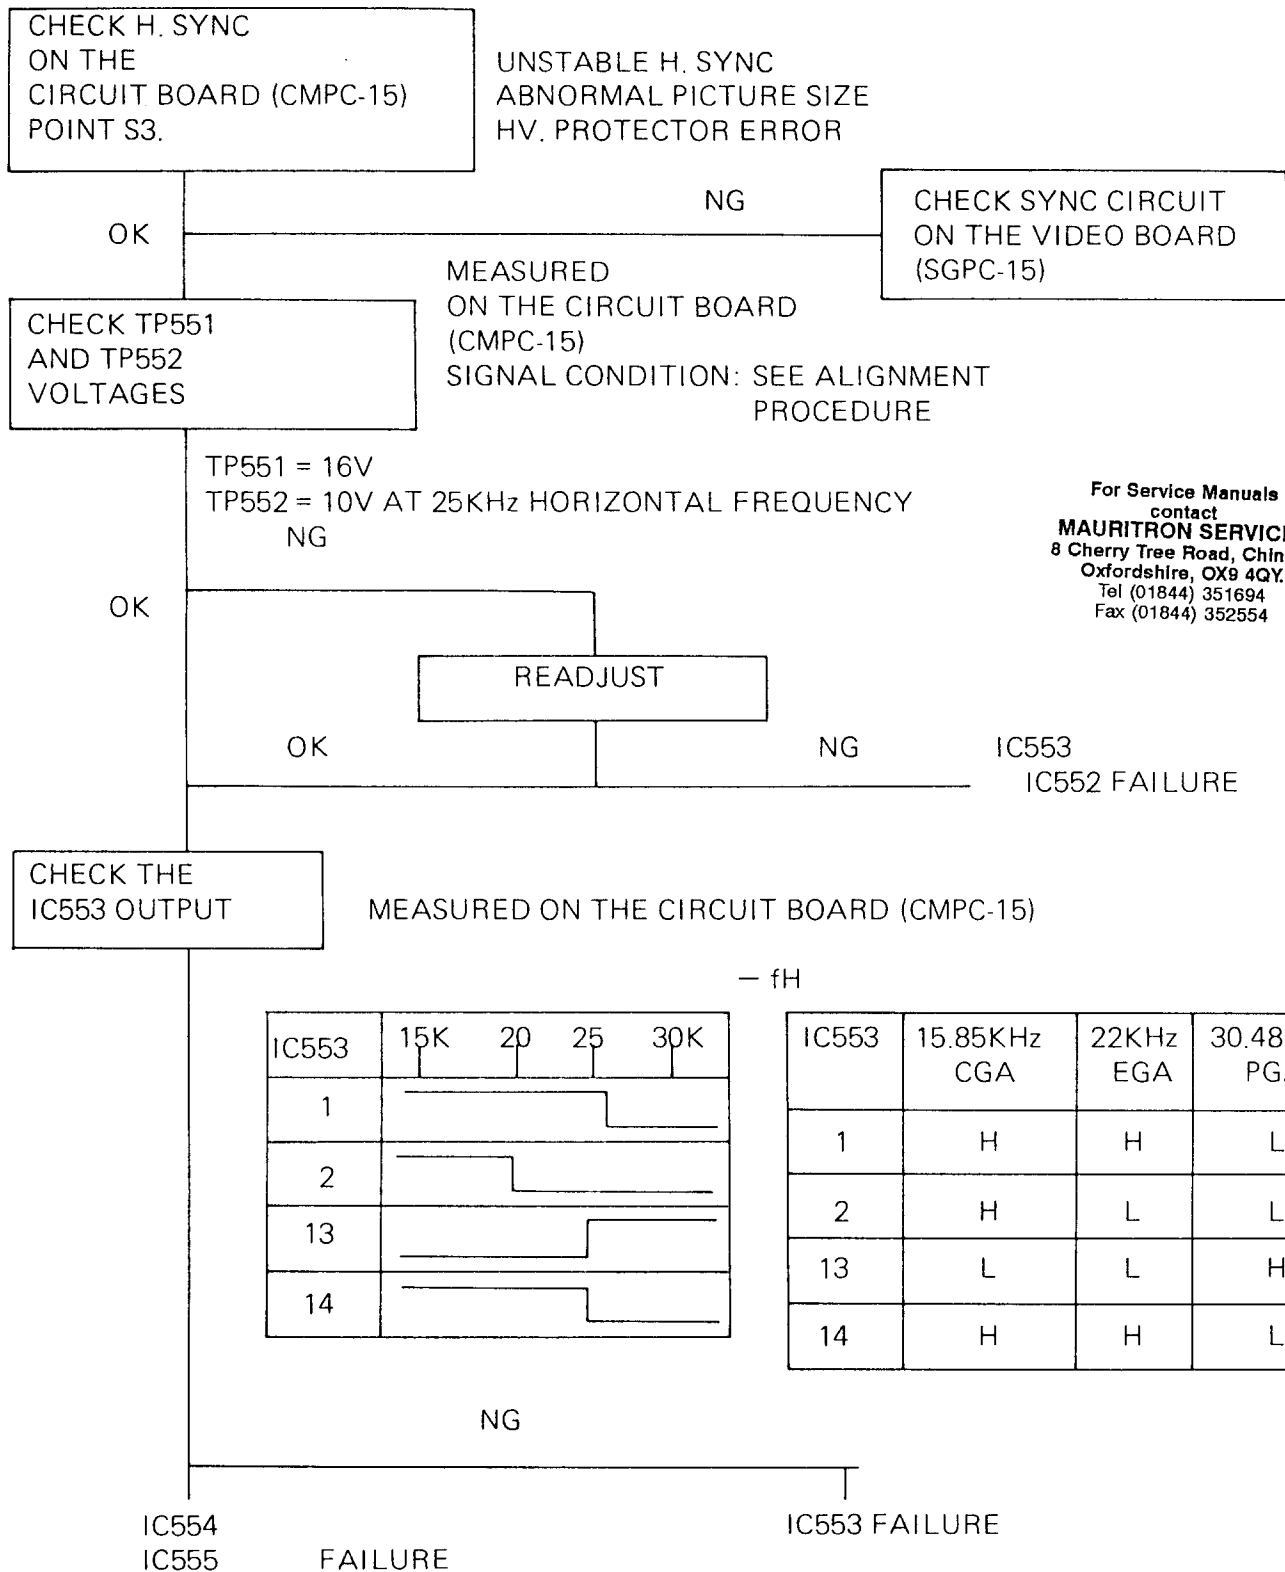 CHECK H. SYNC
ON THE
CIRCUIT BOARD (CMPC-15)
POINT S3.
UNSTABLE H. SYNC
ABNORMAL PICTURE SIZE
HV. PROTECTOR ERROR
NG
OK
CHECK SYNC CIRCUIT
ON THE VIDEO BOARD
(SGPC-15)
MEASURED
ON THE CIRCUIT BOARD
(CMPC-15)
SIGNAL CONDITION: SEE ALIGNMENT
PROCEDURE
CHECK TP551
AND TP552
VOLTAGES
TP551 = 16V
TP552 = 10V AT 25KHz HORIZONTAL FREQUENCY
NG
For Service Manuals
contact
MAURITRON
8 Cherry Tree Road,
Oxfordshire, OX9 4QY.
Tel (01844) 351694
Fax (01844) 352554
OK
READJUST
OK NG IC553
IC552 FAILURE
CHECK THE
IC553 OUTPUT
MEASURED ON THE CIRCUIT BOARD (CMPC-15)
— fH
IC553 15K 20 25 30K
1
2
13
14
IC553 15.85KHz 22KHz 30.48
CGA EGA
1 H H L
2 H L L
13 L L H
14 H H L
NG
IC554
IC555 FAILURE
IC553 FAILURE